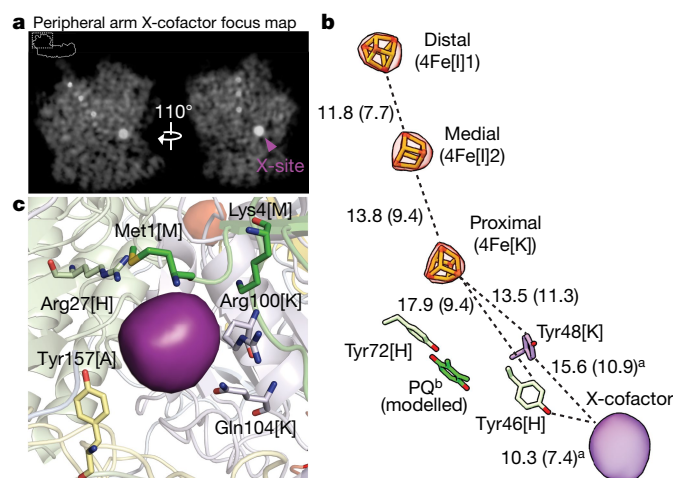 a Peripheral arm X-cofactor focus map
110°
X-site
b
Distal
(4Fe[I]1)
11.8 (7.7)
Medial
(4Fe[I]2)
13.8 (9.4)
Proximal
(4Fe[K])
17.9 (9.4)
13.5 (11.3)
Tyr72[H]
Tyr48[K]
PQᵇ
(modelled)
15.6 (10.9)ᵃ
X-cofactor
Tyr46[H]
10.3 (7.4)ᵃ
c
Lys4[M]
Met1[M]
Arg27[H]
Arg100[K]
Tyr157[A]
Gln104[K]